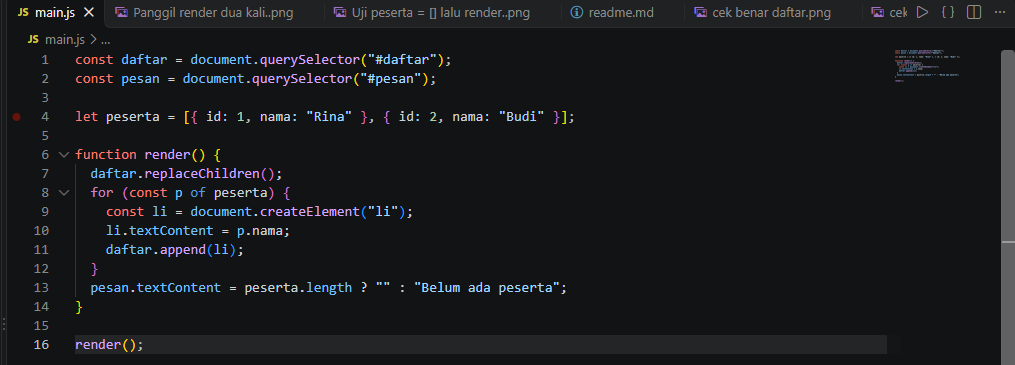 JS main.js
Panggil render dua kali..png
Uji peserta = [] lalu render..png
readme.md
cek benar daftar.png
cek
JS main.js > ...
1 const daftar = document.querySelector("#daftar");
2 const pesan = document.querySelector("#pesan");
3
4 let peserta = [{ id: 1, nama: "Rina" }, { id: 2, nama: "Budi" }];
5
6 function render() {
7 daftar.replaceChildren();
8 for (const p of peserta) {
9 const li = document.createElement("li");
10 li.textContent = p.nama;
11 daftar.append(li);
12 }
13 pesan.textContent = peserta.length ? "" : "Belum ada peserta";
14 }
15
16 render();